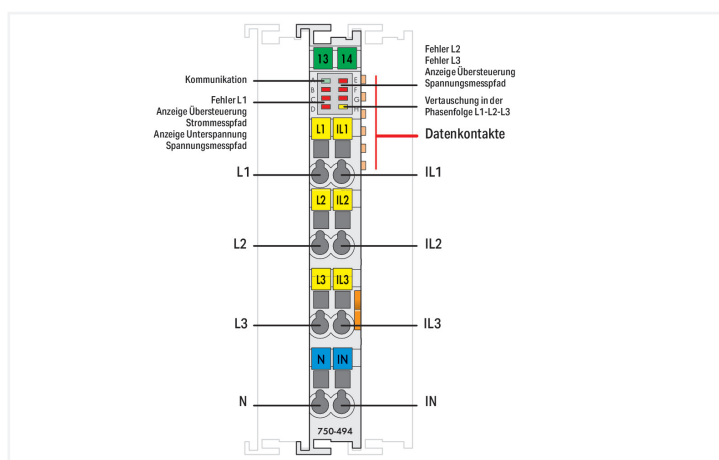 13 14
A E
B F
C G
D H
Kommunikation
Fehler L1
Anzeige Übersteuerung
Strommesspfad
Anzeige Unterspannung
Spannungsmesspfad
Fehler L2
Fehler L3
Anzeige Übersteuerung
Spannungsmesspfad
Vertauschung in der
Phasenfolge L1-L2-L3
Datenkontakte
L1 IL1
L1 IL1
L2 IL2
L2 IL2
L3 IL3
L3 IL3
N IN
N IN
750-494